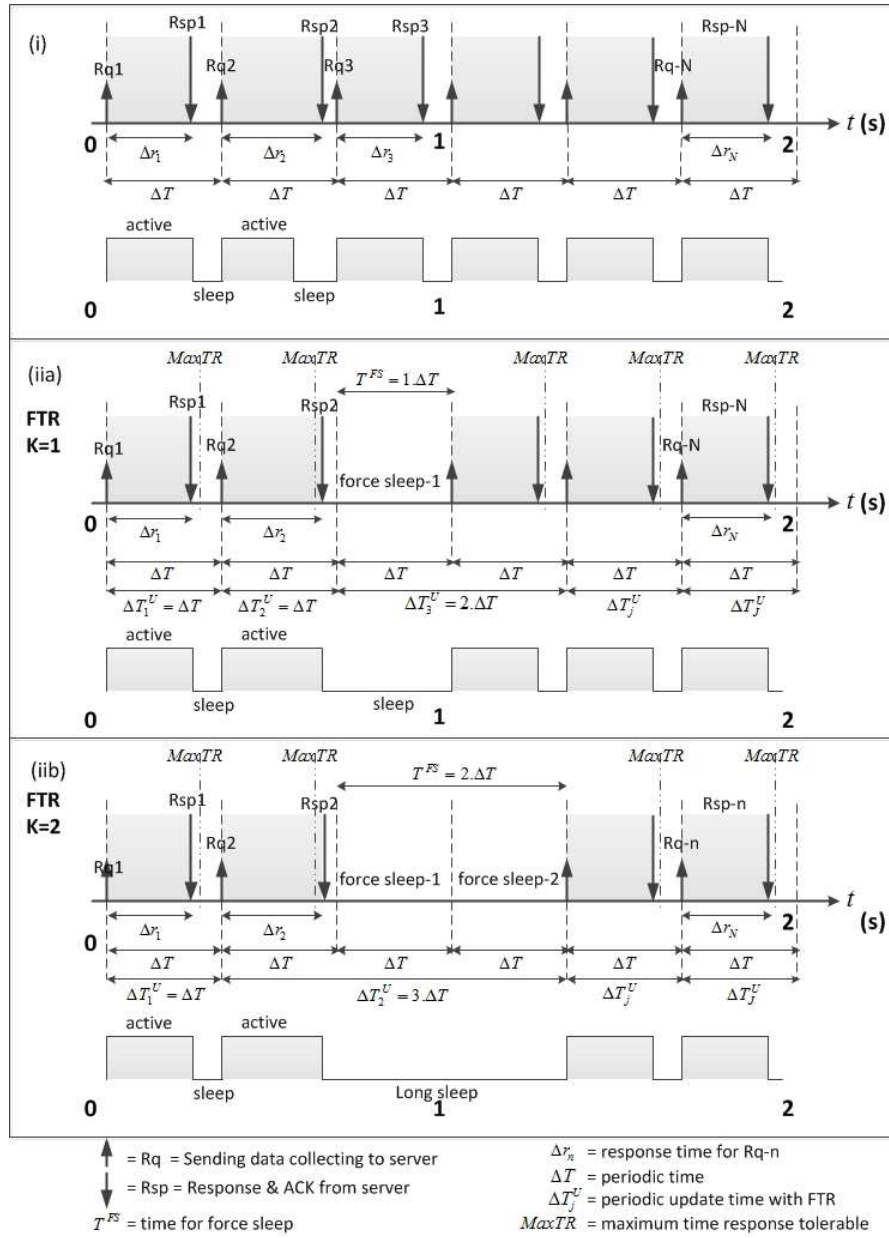 (i)
Rsp1 Rsp2 Rsp3 Rsp-N
Rq1 Rq2 Rq3 Rq-N
t (s)
0 1 2
Δr₁ Δr₂ Δr₃ Δr_N
ΔT ΔT ΔT ΔT ΔT ΔT
active active
sleep sleep
0 1 2
(iia)
MaxTR MaxTR MaxTR MaxTR MaxTR
T^FS = 1.ΔT
FTR
K=1
Rsp1 Rsp2 Rsp-N
Rq1 Rq2 Rq-N
force sleep-1
t (s)
0 1 2
Δr₁ Δr₂ Δr_N
ΔT ΔT ΔT ΔT ΔT ΔT
ΔT₁^U = ΔT ΔT₂^U = ΔT ΔT₃^U = 2.ΔT ΔT_j^U ΔT_J^U
active active
sleep sleep
0 1 2
(iib)
MaxTR MaxTR MaxTR MaxTR
T^FS = 2.ΔT
FTR
K=2
Rsp1 Rsp2 Rsp-n
Rq1 Rq2 Rq-n
force sleep-1 force sleep-2
t
(s)
0 1 2
Δr₁ Δr₂ Δr_N
ΔT ΔT ΔT ΔT ΔT ΔT
ΔT₁^U = ΔT ΔT₂^U = 3.ΔT ΔT_j^U ΔT_J^U
active active
sleep Long sleep
0 1 2
= Rq = Sending data collecting to server
= Rsp = Response & ACK from server
T^FS = time for force sleep
Δr_n = response time for Rq-n
ΔT = periodic time
ΔT_j^U = periodic update time with FTR
MaxTR = maximum time response tolerable